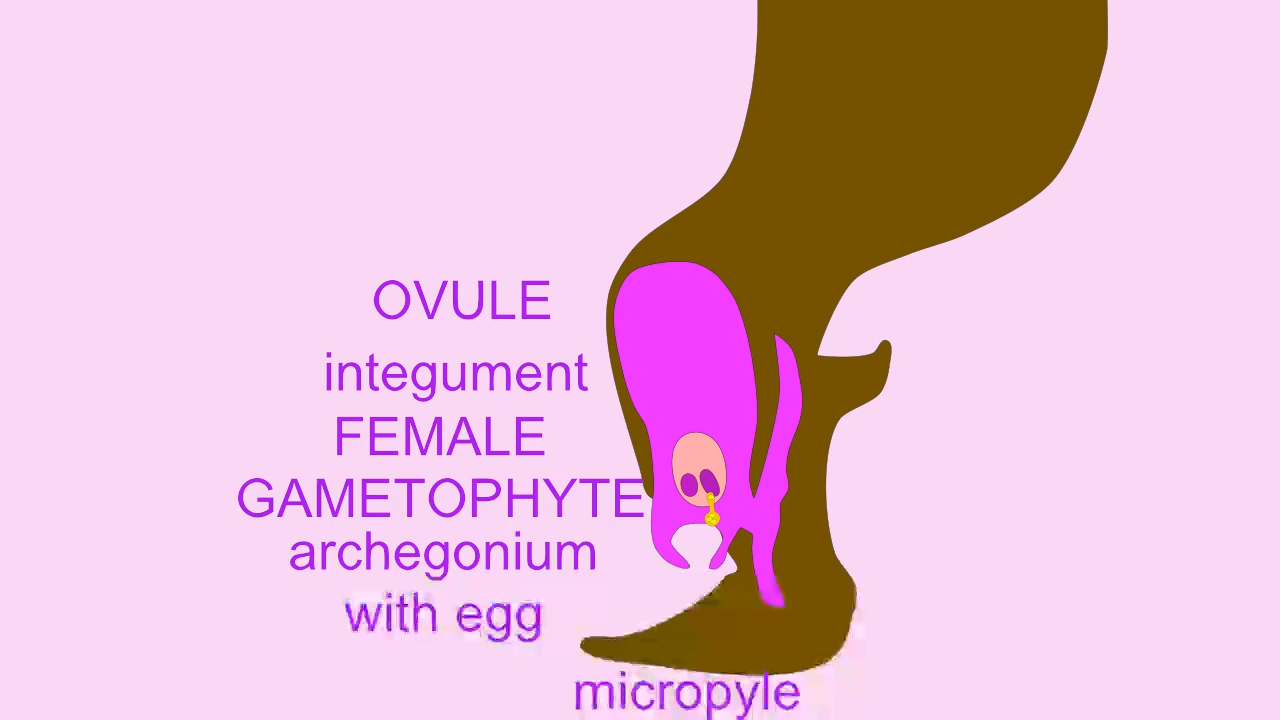 OVULE
integument
FEMALE
GAMETOPHYTE
archegonium
with egg
micropyle